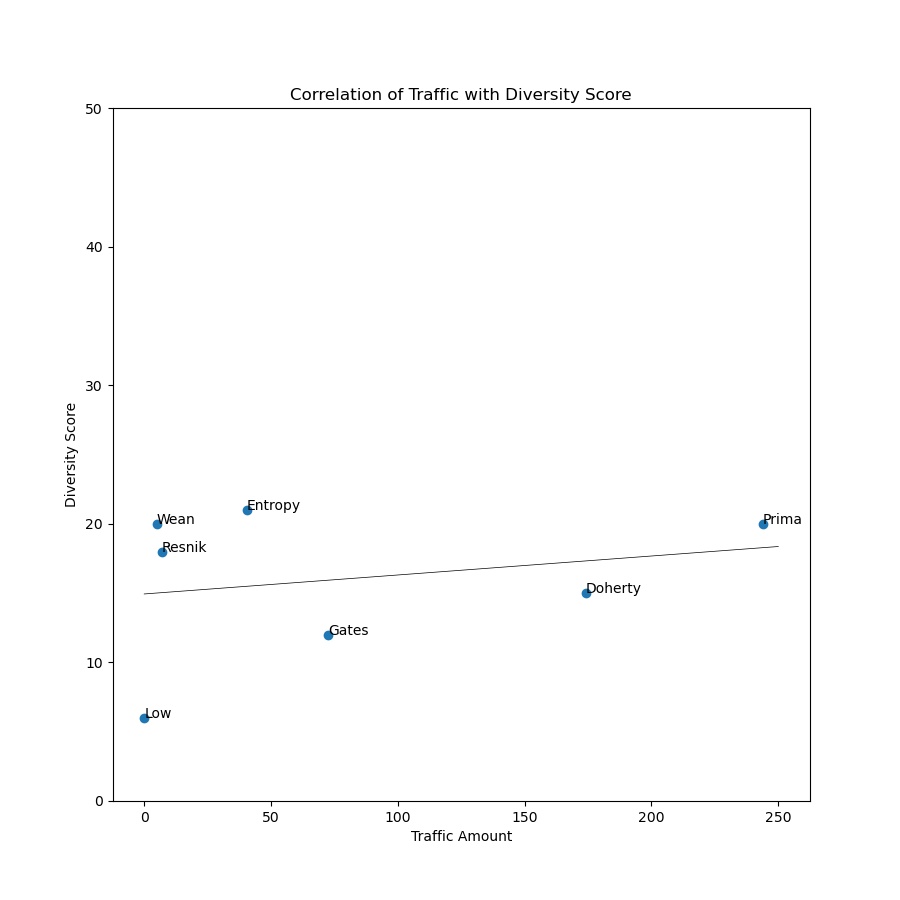 Correlation of Traffic with Diversity Score
50
40
30
20
10
0
Diversity Score
Entropy
Wean
Prima
Resnik
Doherty
Gates
Low
0 50 100 150 200 250
Traffic Amount